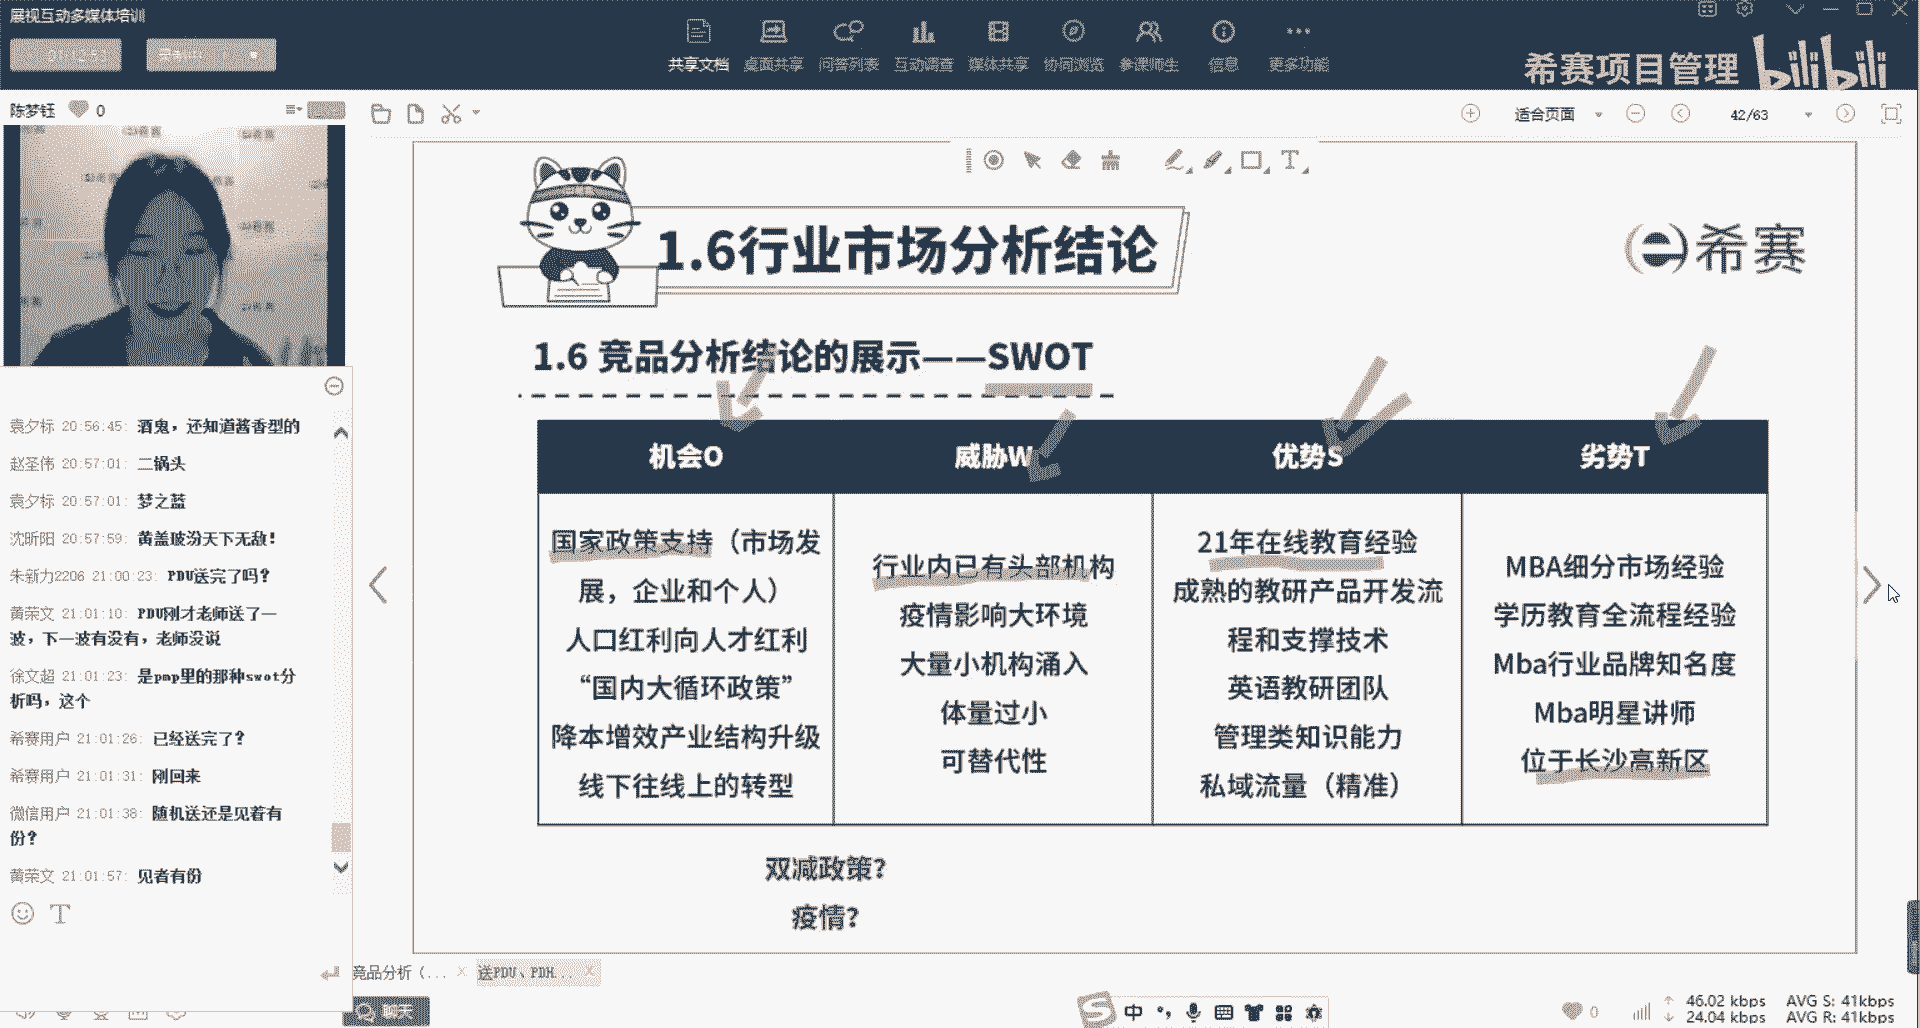 展视互动多媒体培训
共享文档 桌面共享 问答列表 互动调查 媒体共享 协同浏览 参课师生 信息 更多功能
希赛项目管理 bilibili
陈梦钰 0
适合页面 42/63
1.6行业市场分析结论
希赛
1.6 竞品分析结论的展示——SWOT
机会O 威胁W 优势S 劣势T
国家政策支持（市场发
展，企业和个人）
人口红利向人才红利
“国内大循环政策”
降本增效产业结构升级
线下往线上的转型
行业内已有头部机构
疫情影响大环境
大量小机构涌入
体量过小
可替代性
21年在线教育经验
成熟的教研产品开发流
程和支撑技术
英语教研团队
管理类知识能力
私域流量（精准）
MBA细分市场经验
学历教育全流程经验
Mba行业品牌知名度
Mba明星讲师
位于长沙高新区
双减政策？
疫情？
袁夕标 20:56:45: 酒鬼，还知道酱香型的
赵圣伟 20:57:01: 二锅头
袁夕标 20:57:01: 梦之蓝
沈昕阳 20:57:59: 黄盖玻汾天下无敌！
朱新力2206 21:00:23: PDU送完了吗？
黄荣文 21:01:10: PDU刚才老师送了一
波，下一波有没有，老师没说
徐文超 21:01:23: 是pmp里的那种swot分
析吗，这个
希赛用户 21:01:26: 已经送完了？
希赛用户 21:01:31: 刚回来
微信用户 21:01:38: 随机送还是见着有
份？
黄荣文 21:01:57: 见者有份
竞品分析（... 送PDU、PDH...
聊天
中
0
46.02 kbps AVG S: 41kbps
24.04 kbps AVG R: 41kbps